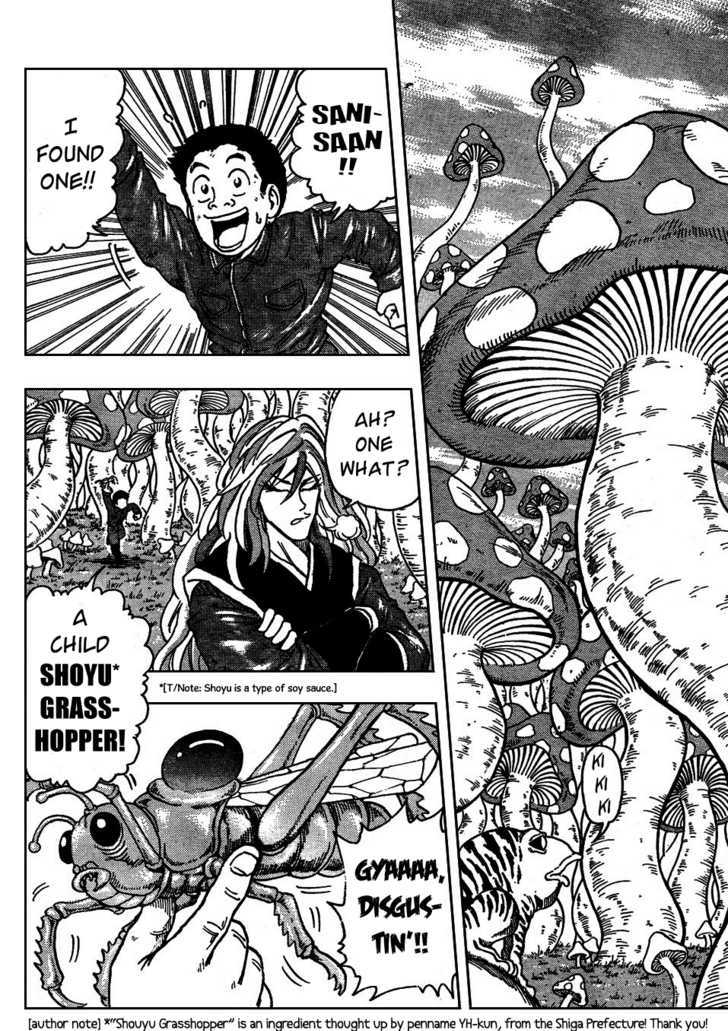 SANI-
SAAN
!!
I
FOUND
ONE!!
AH?
ONE
WHAT?
A
CHILD
SHOYU*
GRASS-
HOPPER!
*[T/Note: Shoyu is a type of soy sauce.]
GYAAAA,
DISGUS-
TIN'!!
KI
KI
KI
[author note] *"Shouyu Grasshopper" is an ingredient thought up by penname YH-kun, from the Shiga Prefecture! Thank you!